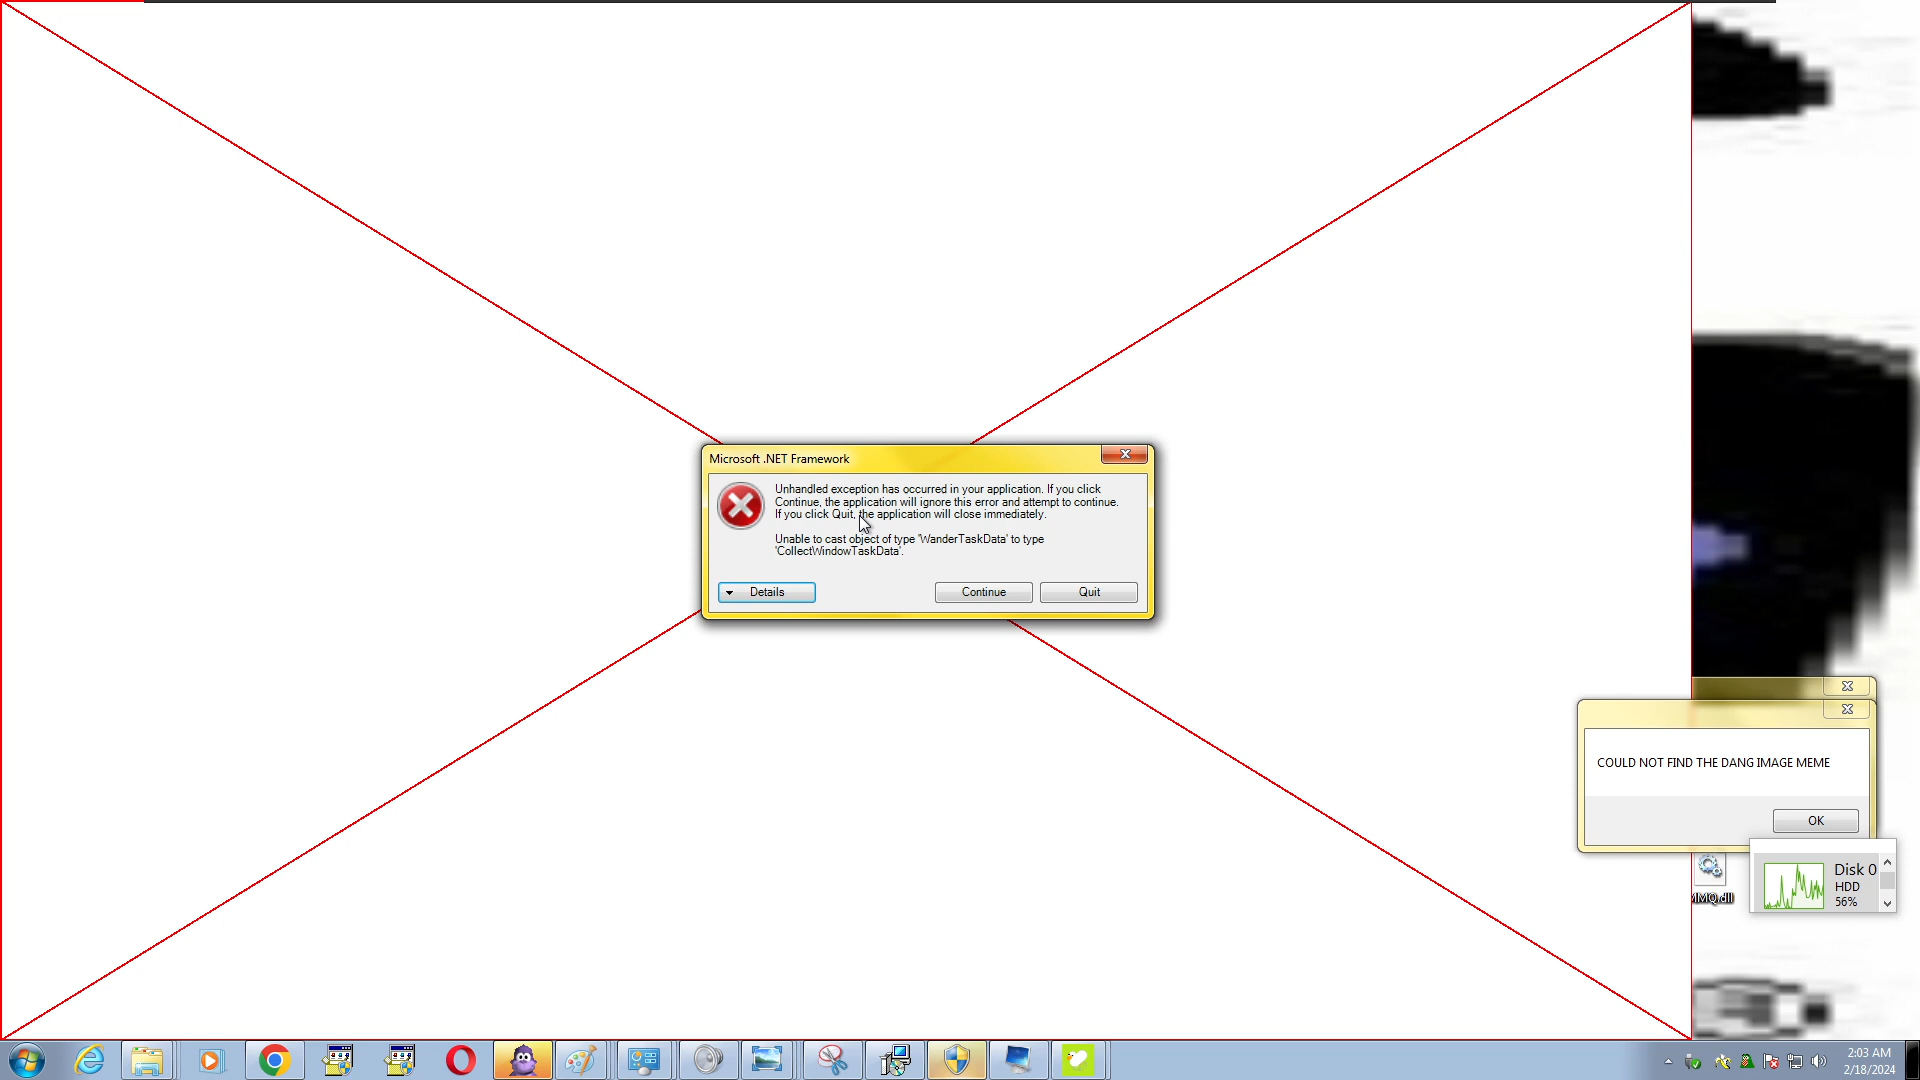 Microsoft .NET Framework
Unhandled exception has occurred in your application. If you click
Continue, the application will ignore this error and attempt to continue.
If you click Quit, the application will close immediately.
Unable to cast object of type 'WanderTaskData' to type
'CollectWindowTaskData'.
Details
Continue
Quit
COULD NOT FIND THE DANG IMAGE MEME
OK
Disk 0
HDD
56%
MMQ.dll
2:03 AM
2/18/2024